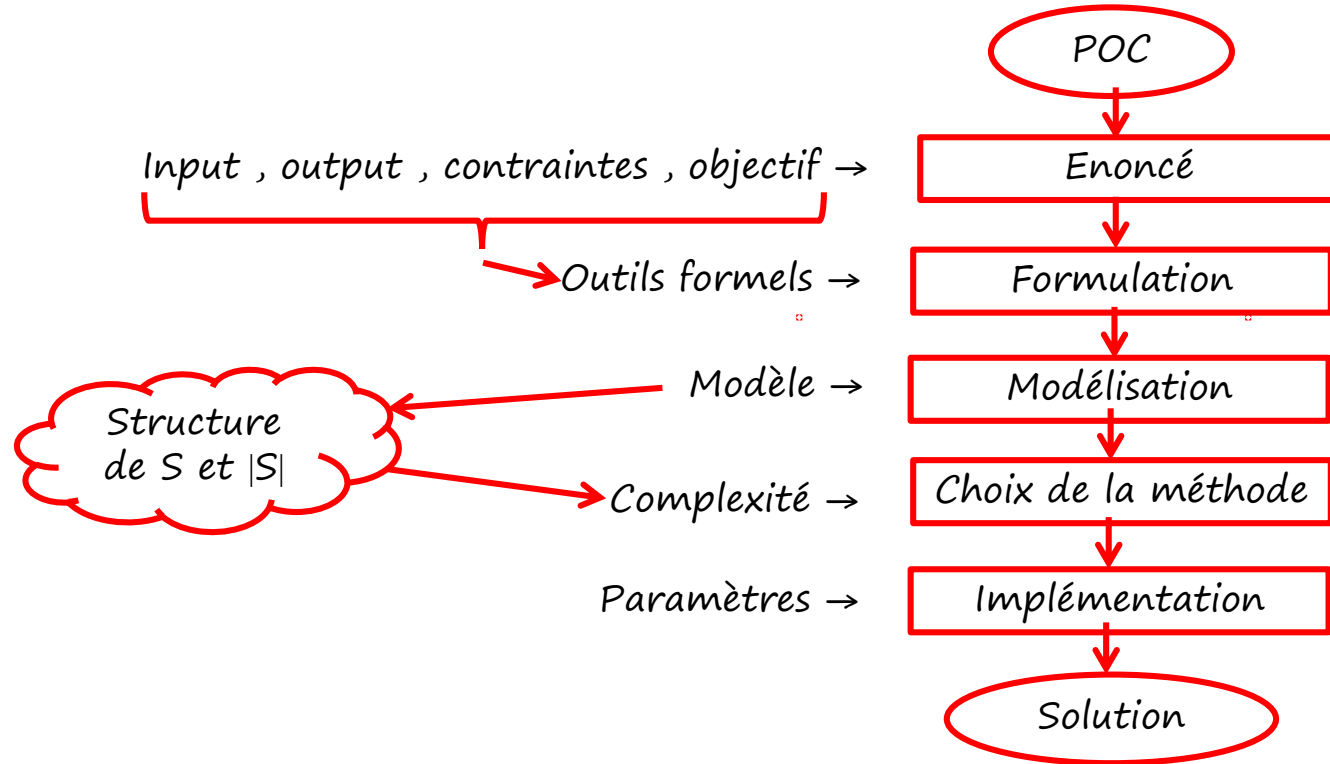 POC
Input , output , contraintes , objectif →
Enoncé
Outils formels →
Formulation
Modèle →
Modélisation
Structure
de S et |S|
Complexité →
Choix de la méthode
Paramètres →
Implémentation
Solution